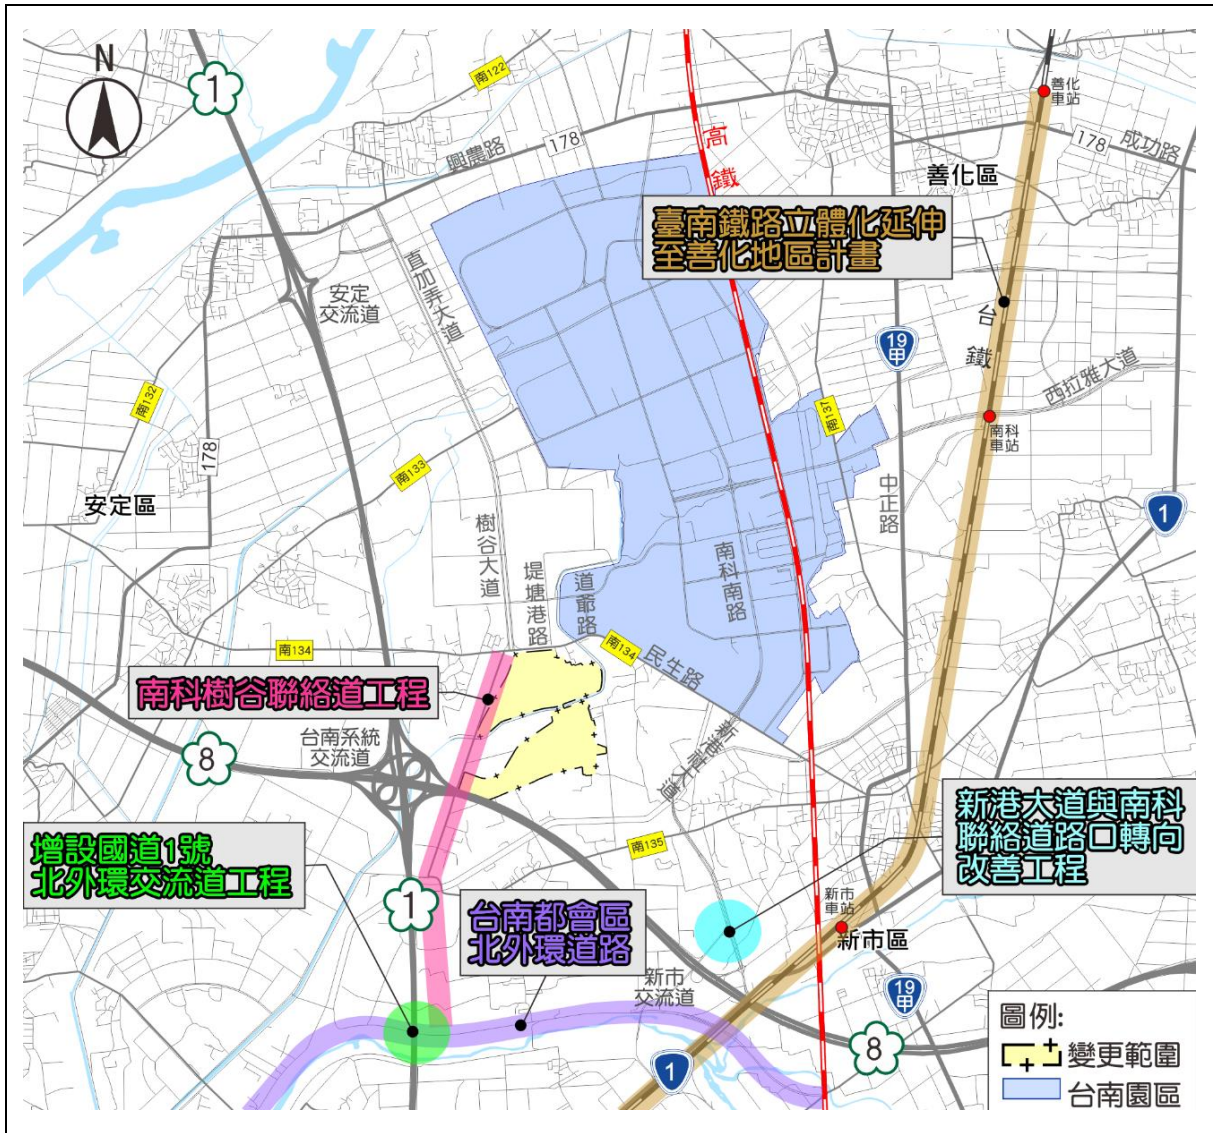 N
1
南122
善化
車站
高
鐵
興農路
178
178
成功路
善化區
臺南鐵路立體化延伸
至善化地區計畫
直加弄大道
安定
交流道
台
鐵
19
甲
西拉雅大道
南132
南137
南科
車站
178
南133
中正路
安定區
1
樹谷大道
堤塘港路
道爺路
南科南路
南134
南134
民生路
南科樹谷聯絡道工程
台南系統
交流道
8
新港社大道
新港大道與南科
聯絡道路口轉向
改善工程
增設國道1號
北外環交流道工程
南135
1
台南都會區
北外環道路
新市
車站
新市區
新市
交流道
19
甲
1
8
圖例:
變更範圍
台南園區